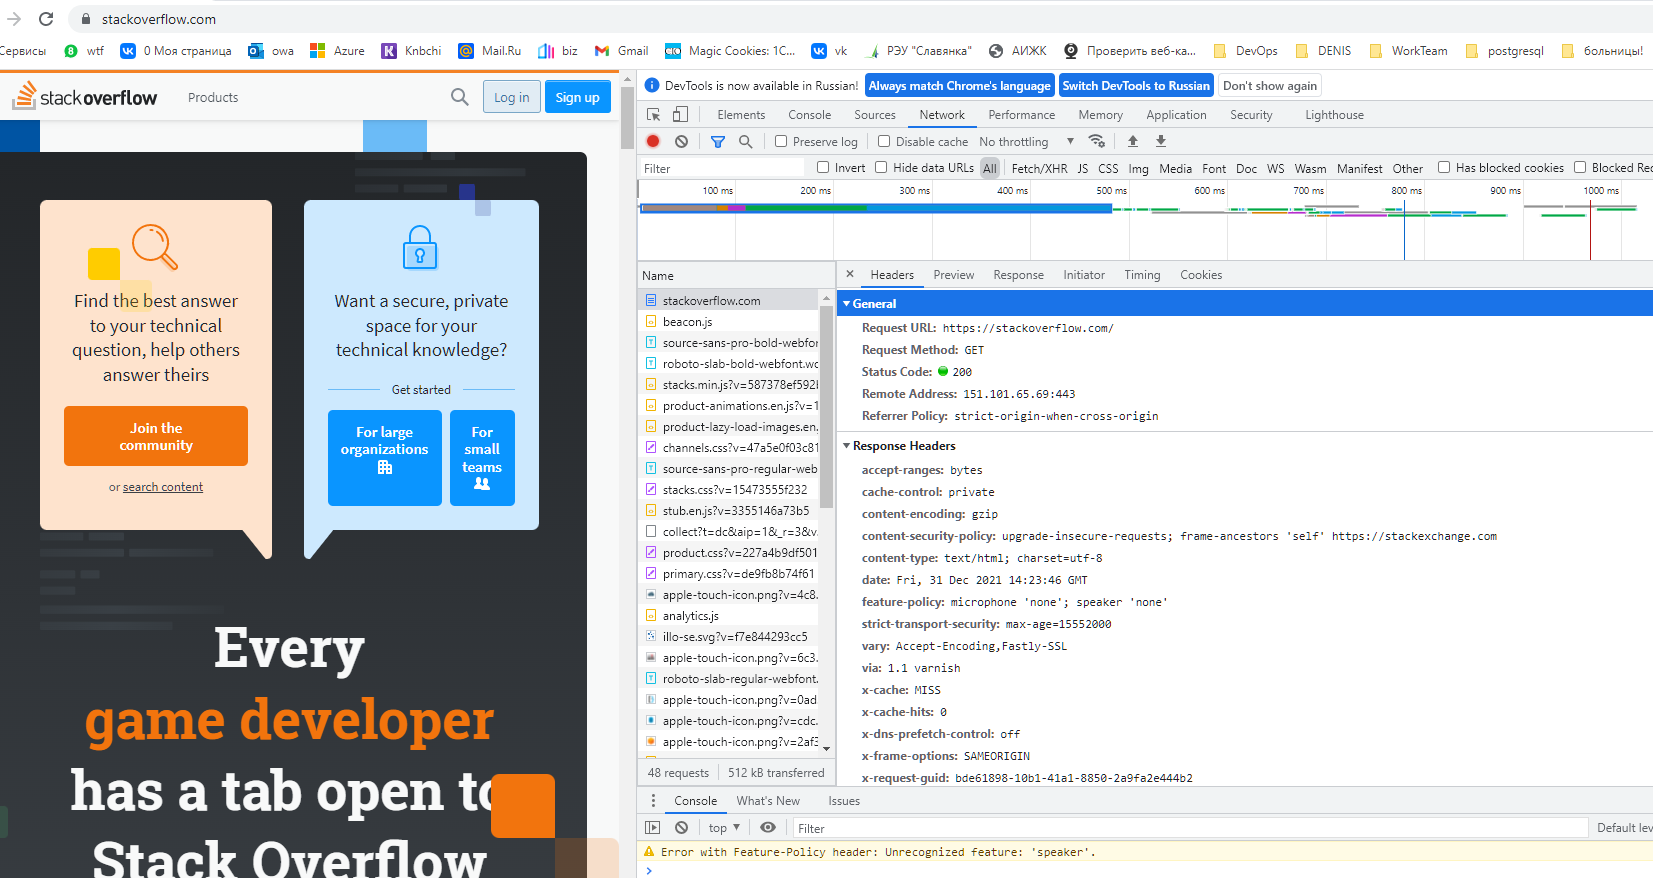 stackoverflow.com
Сервисы
wtf
0 Моя страница
owa
Azure
Knbchi
Mail.Ru
biz
Gmail
Magic Cookies: 1C...
vk
РЭУ "Славянка"
АИЖК
Проверить веб-ка...
DevOps
DENIS
WorkTeam
postgresql
больницы!
stackoverflow
Products
Log in
Sign up
Find the best answer
to your technical
question, help others
answer theirs
Join the
community
or search content
Want a secure, private
space for your
technical knowledge?
Get started
For large
organizations
For
small
teams
Every
game developer
has a tab open to
Stack Overflow
DevTools is now available in Russian!
Always match Chrome's language
Switch DevTools to Russian
Don't show again
Elements
Console
Sources
Network
Performance
Memory
Application
Security
Lighthouse
Preserve log
Disable cache
No throttling
Filter
Invert
Hide data URLs
All
Fetch/XHR
JS
CSS
Img
Media
Font
Doc
WS
Wasm
Manifest
Other
Has blocked cookies
Blocked Rec
100 ms
200 ms
300 ms
400 ms
500 ms
600 ms
700 ms
800 ms
900 ms
1000 ms
Name
stackoverflow.com
beacon.js
source-sans-pro-bold-webfor
roboto-slab-bold-webfont.wo
stacks.min.js?v=587378ef592b
product-animations.en.js?v=1
product-lazy-load-images.en.
channels.css?v=47a5e0f03c81
source-sans-pro-regular-web
stacks.css?v=15473555f232
stub.en.js?v=3355146a73b5
collect?t=dc&aip=1&_r=3&v
product.css?v=227a4b9df501
primary.css?v=de9fb8b74f61
apple-touch-icon.png?v=4c8.
analytics.js
illo-se.svg?v=f7e844293cc5
apple-touch-icon.png?v=6c3.
roboto-slab-regular-webfont.
apple-touch-icon.png?v=0ad
apple-touch-icon.png?v=cdc.
apple-touch-icon.png?v=2af3
48 requests
512 kB transferred
Headers
Preview
Response
Initiator
Timing
Cookies
General
Request URL: https://stackoverflow.com/
Request Method: GET
Status Code: 200
Remote Address: 151.101.65.69:443
Referrer Policy: strict-origin-when-cross-origin
Response Headers
accept-ranges: bytes
cache-control: private
content-encoding: gzip
content-security-policy: upgrade-insecure-requests; frame-ancestors 'self' https://stackexchange.com
content-type: text/html; charset=utf-8
date: Fri, 31 Dec 2021 14:23:46 GMT
feature-policy: microphone 'none'; speaker 'none'
strict-transport-security: max-age=15552000
vary: Accept-Encoding,Fastly-SSL
via: 1.1 varnish
x-cache: MISS
x-cache-hits: 0
x-dns-prefetch-control: off
x-frame-options: SAMEORIGIN
x-request-guid: bde61898-10b1-41a1-8850-2a9fa2e444b2
Console
What's New
Issues
top
Filter
Default lev
Error with Feature-Policy header: Unrecognized feature: 'speaker'.